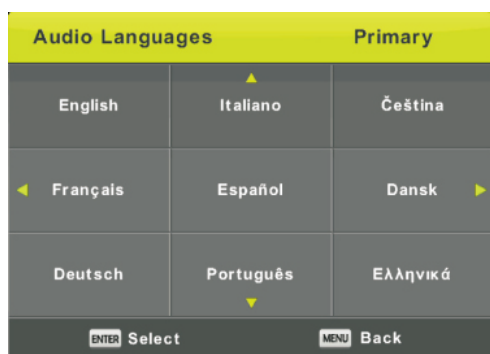 Audio Languages Primary
English Italiano Čeština
Français Español Dansk
Deutsch Português Ελληνικά
ENTER Select MENU Back